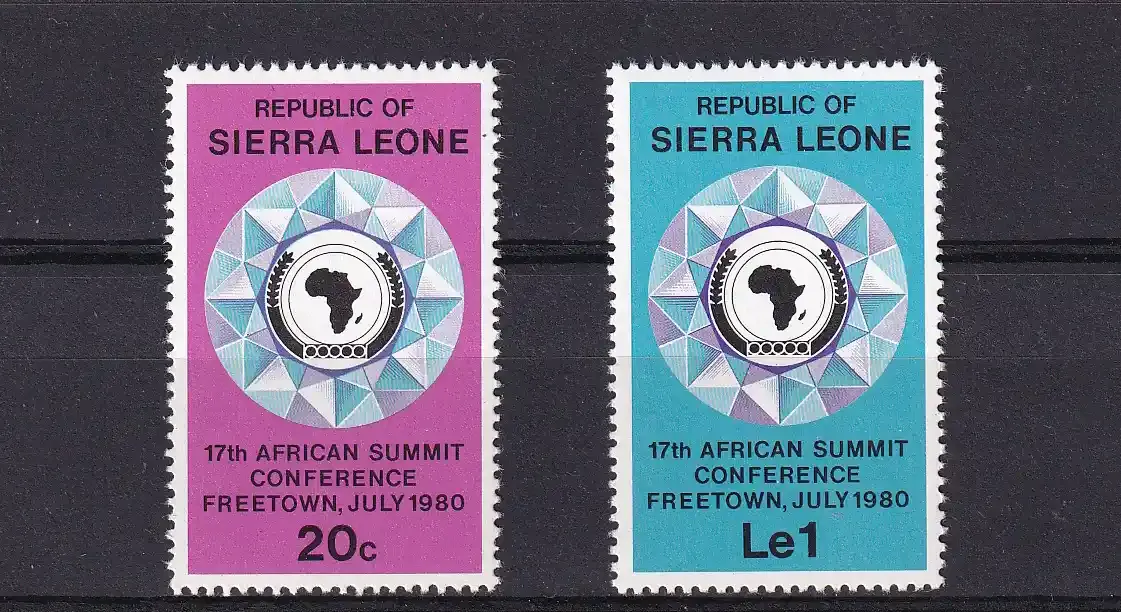 REPUBLIC OF
SIERRA LEONE
17th AFRICAN SUMMIT
CONFERENCE
FREETOWN, JULY 1980
20c
REPUBLIC OF
SIERRA LEONE
17th AFRICAN SUMMIT
CONFERENCE
FREETOWN, JULY 1980
Le1